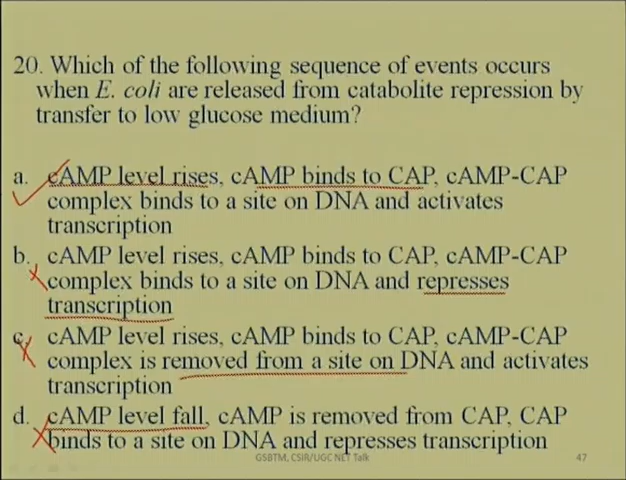 20. Which of the following sequence of events occurs
when E. coli are released from catabolite repression by
transfer to low glucose medium?
a. cAMP level rises, cAMP binds to CAP, cAMP-CAP
complex binds to a site on DNA and activates
transcription
b. cAMP level rises, cAMP binds to CAP, cAMP-CAP
complex binds to a site on DNA and represses
transcription
c. cAMP level rises, cAMP binds to CAP, cAMP-CAP
complex is removed from a site on DNA and activates
transcription
d. cAMP level fall, cAMP is removed from CAP, CAP
binds to a site on DNA and represses transcription
GSBTM, CSIR/UGC NET Talk
47